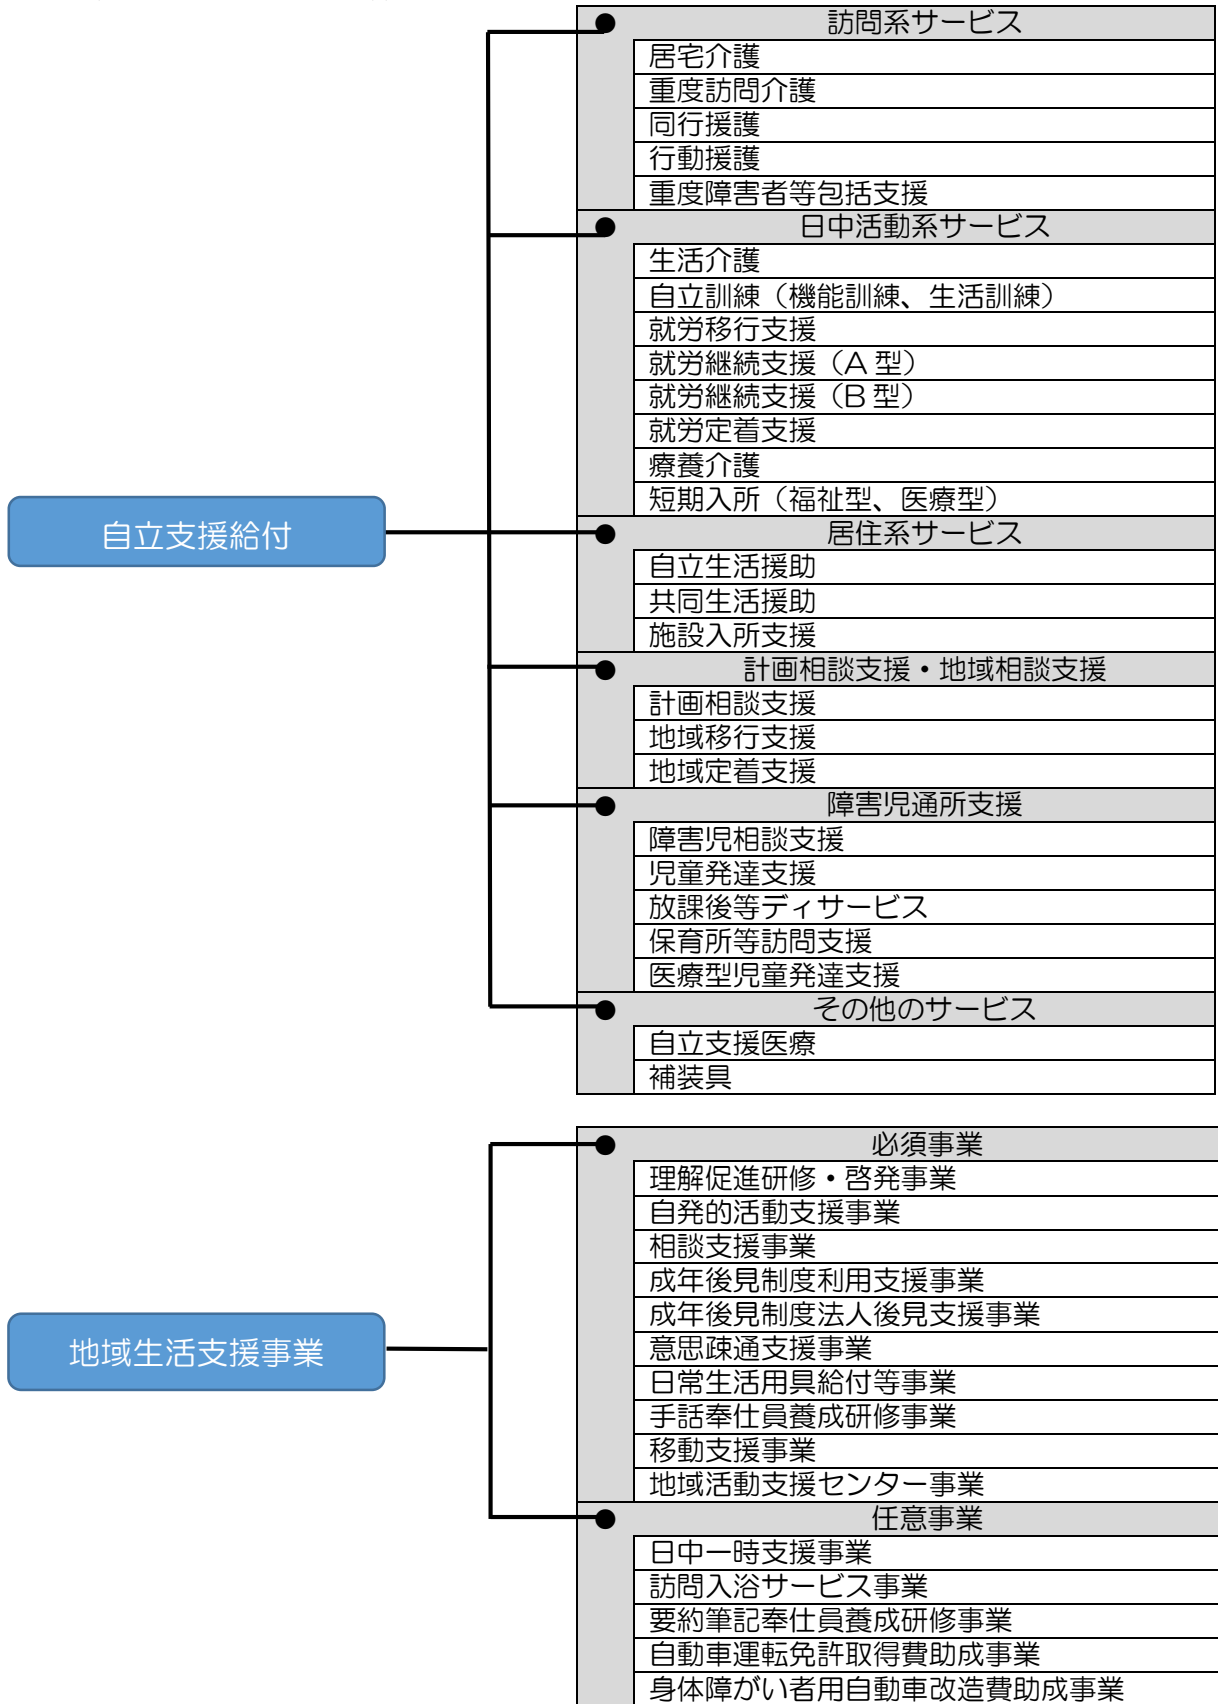 訪問系サービス
居宅介護
重度訪問介護
同行援護
行動援護
重度障害者等包括支援
日中活動系サービス
生活介護
自立訓練（機能訓練、生活訓練）
就労移行支援
就労継続支援（A型）
就労継続支援（B型）
就労定着支援
療養介護
短期入所（福祉型、医療型）
自立支援給付
居住系サービス
自立生活援助
共同生活援助
施設入所支援
計画相談支援・地域相談支援
計画相談支援
地域移行支援
地域定着支援
障害児通所支援
障害児相談支援
児童発達支援
放課後等ディサービス
保育所等訪問支援
医療型児童発達支援
その他のサービス
自立支援医療
補装具
必須事業
理解促進研修・啓発事業
自発的活動支援事業
相談支援事業
成年後見制度利用支援事業
成年後見制度法人後見支援事業
地域生活支援事業
意思疎通支援事業
日常生活用具給付等事業
手話奉仕員養成研修事業
移動支援事業
地域活動支援センター事業
任意事業
日中一時支援事業
訪問入浴サービス事業
要約筆記奉仕員養成研修事業
自動車運転免許取得費助成事業
身体障がい者用自動車改造費助成事業